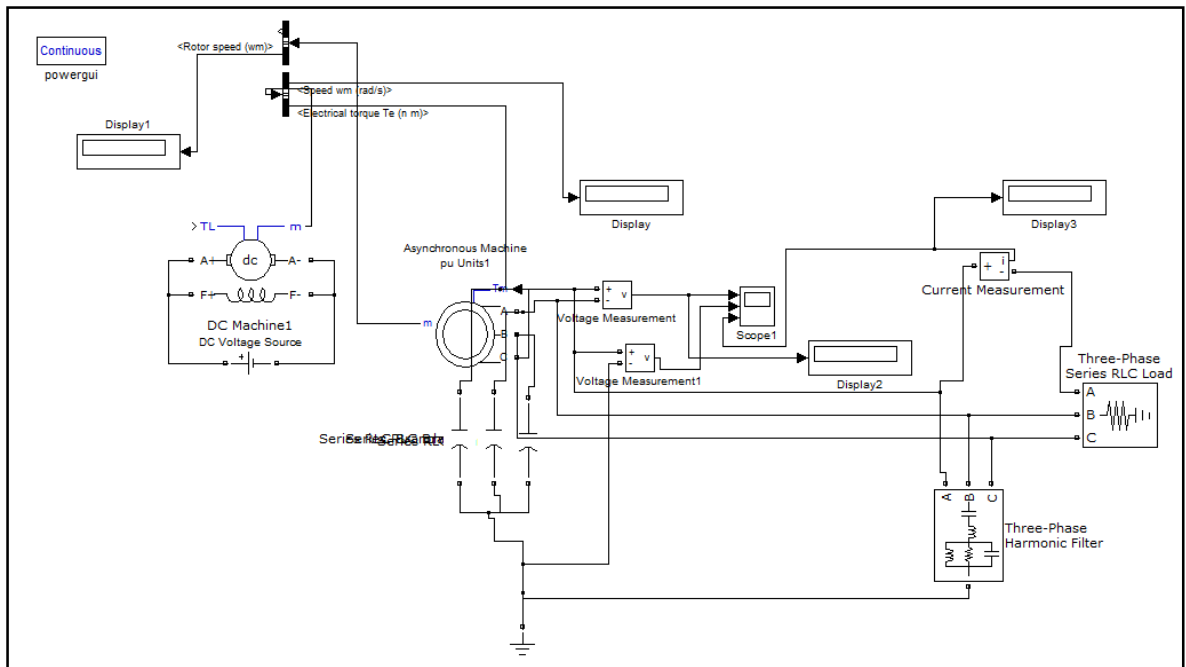 <Rotor speed (wm)>
Continuous
powergui
<Speed wm (rad/s)>
<Electrical torque Te (n m)>
Display1
Display
Display3
TL
m
A+
dc
A-
F+
F-
DC Machine1
DC Voltage Source
+
Asynchronous Machine
pu Units1
Tm
m
A
B
C
+
-
v
Voltage Measurement
+
-
v
Voltage Measurement1
Scope1
Display2
+
i
-
Current Measurement
Three-Phase
Series RLC Load
A
B
C
Series RLC
A
B
C
Three-Phase
Harmonic Filter